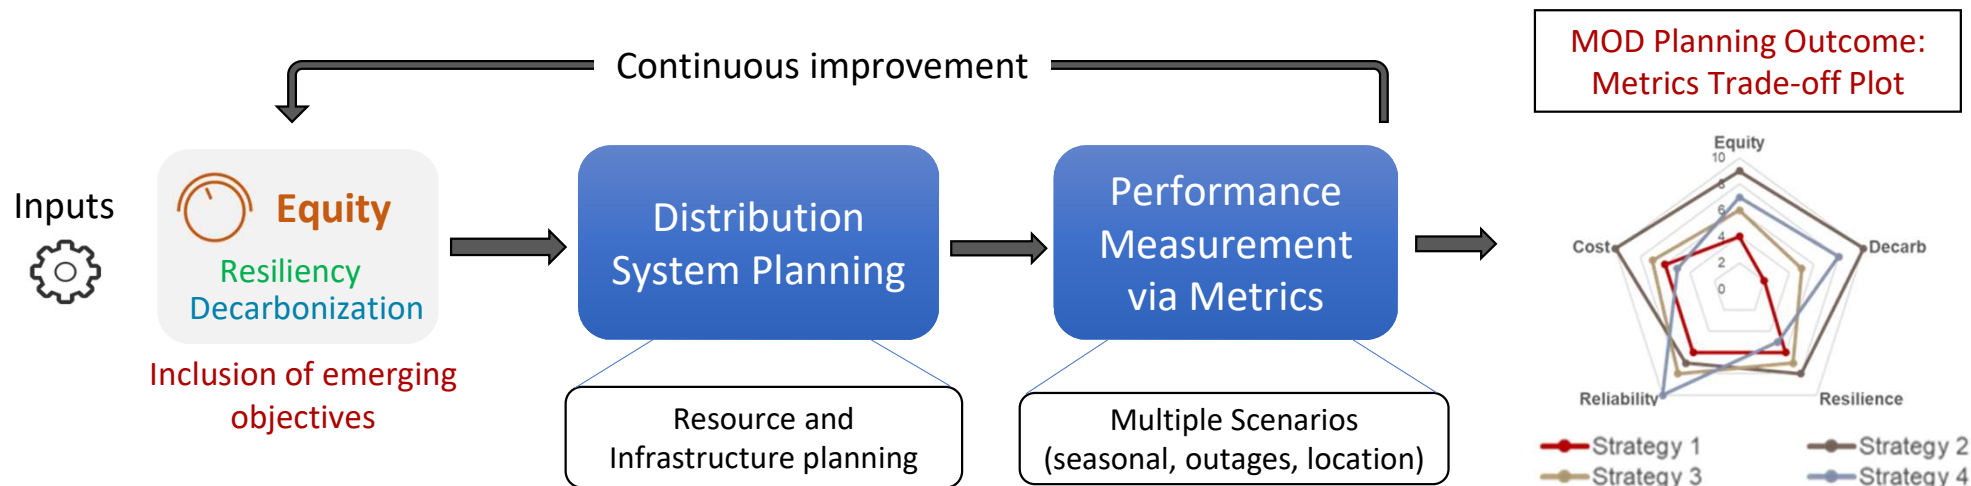 Continuous improvement
MOD Planning Outcome:
Metrics Trade-off Plot
Inputs
Equity
Resiliency
Decarbonization
Inclusion of emerging
objectives
Distribution
System Planning
Resource and
Infrastructure planning
Performance
Measurement
via Metrics
Multiple Scenarios
(seasonal, outages, location)
Equity
10
8
6
4
2
0
Cost
Decarb
Reliability
Resilience
Strategy 1
Strategy 2
Strategy 3
Strategy 4